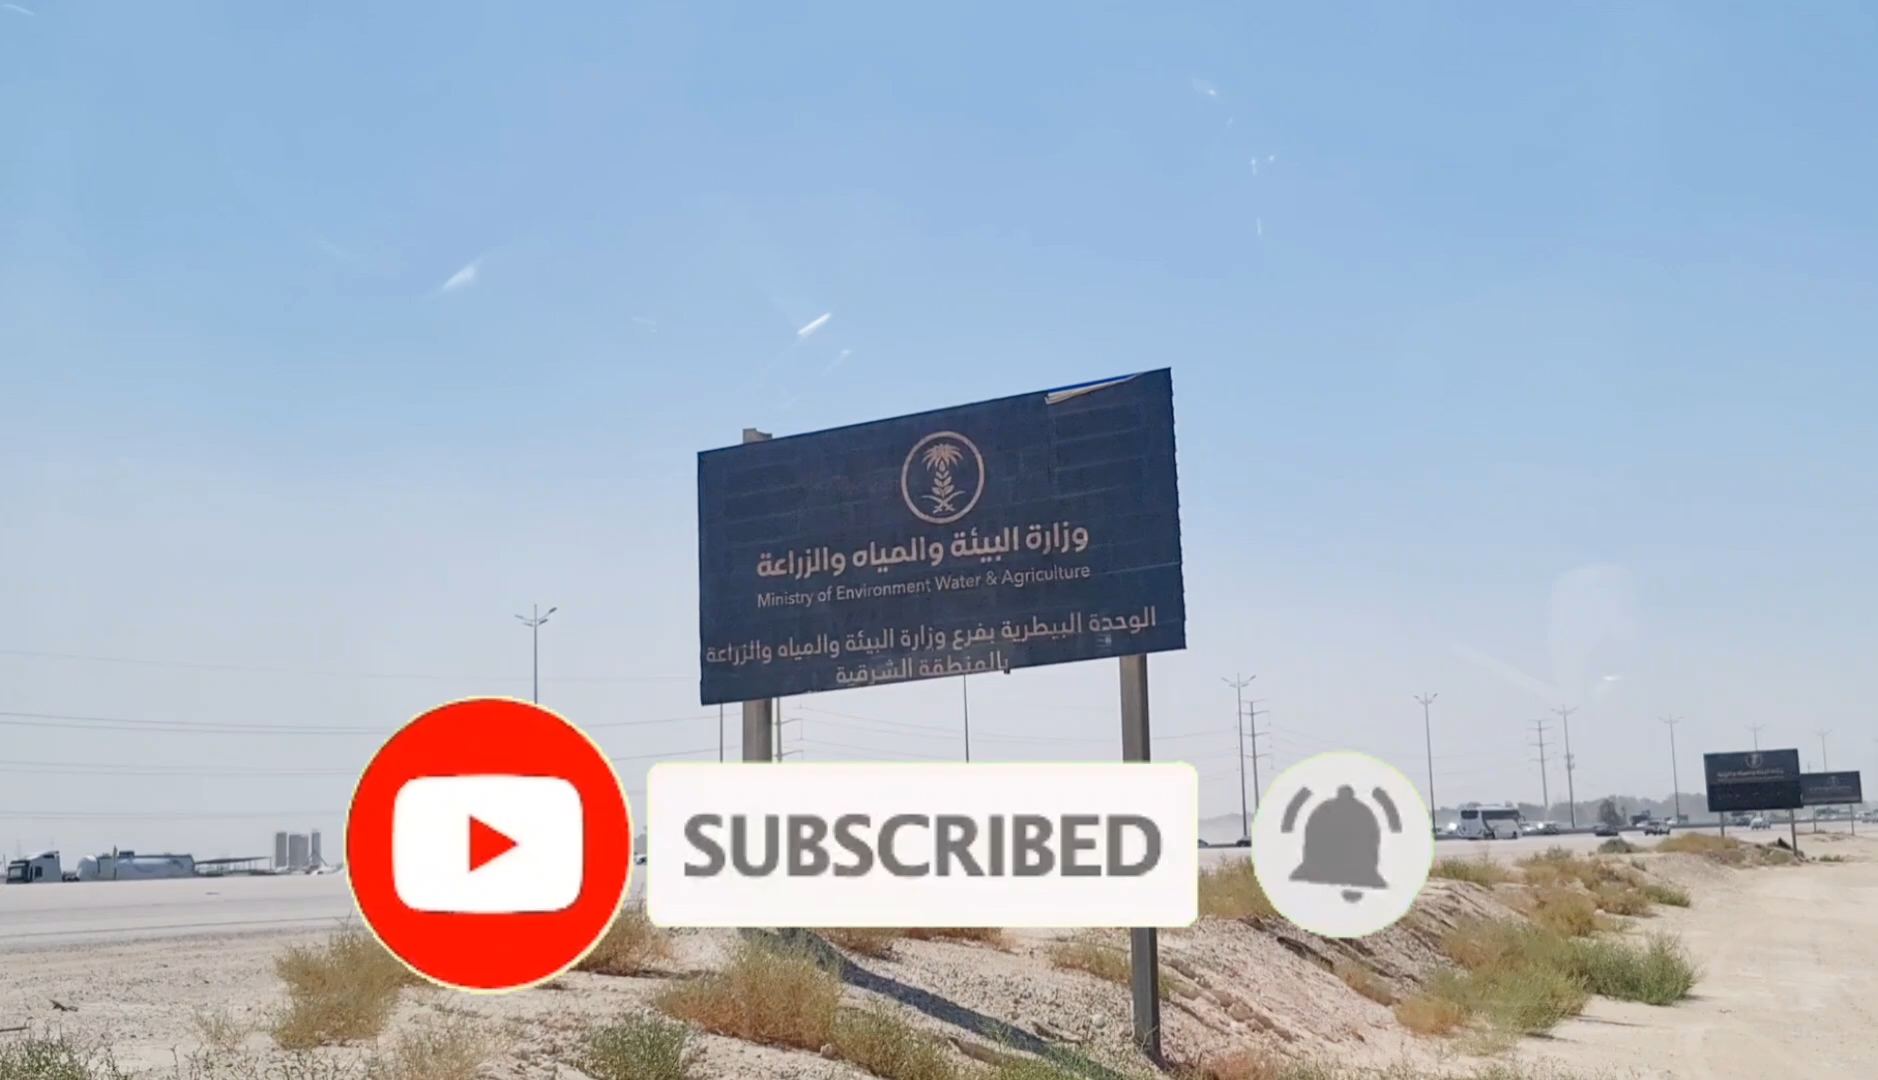 وزارة البيئة والمياه والزراعة
Ministry of Environment Water & Agriculture
الوحدة البيطرية بفرع وزارة البيئة والمياه والزراعة
بالمنطقة الشرقية
SUBSCRIBED